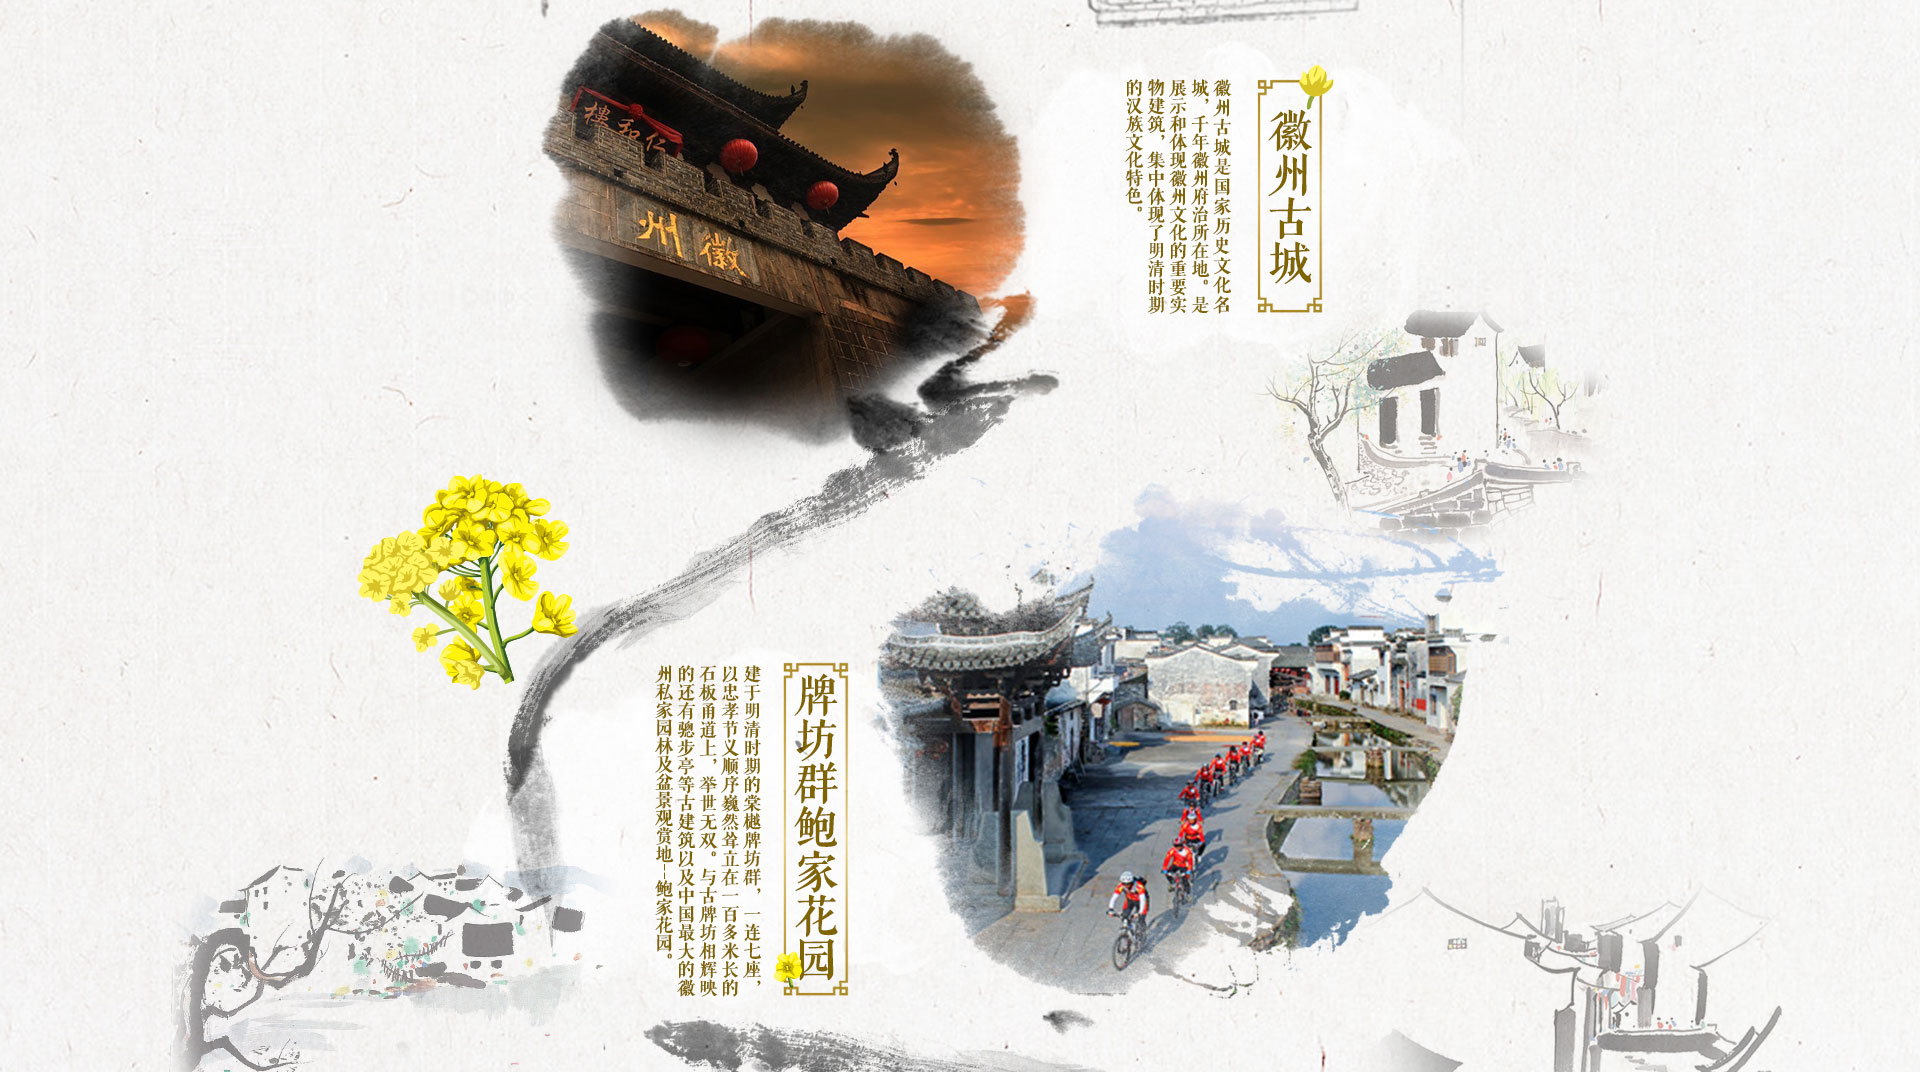 徽州古城
徽州古城是国家历史文化名
城，千年徽州府治所在地。是
展示和体现徽州文化的重要实
物建筑，集中体现了明清时期
的汉族文化特色。
仁和楼
徽州
牌坊群鲍家花园
建于明清时期的棠樾牌坊群，一连七座，
以忠孝节义顺序巍然耸立在一百多米长的
石板甬道上，举世无双。与古牌坊相辉映
的还有骢步亭等古建筑以及中国最大的徽
州私家园林及盆景观赏地--鲍家花园。